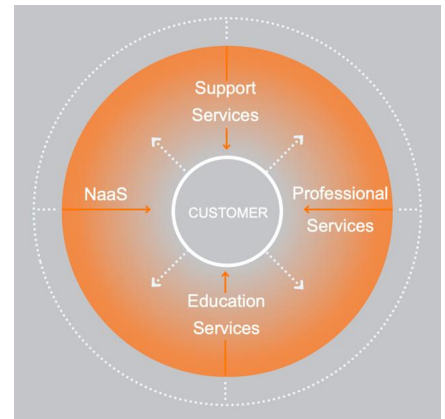 Support
Services
NaaS
CUSTOMER
Professional
Services
Education
Services